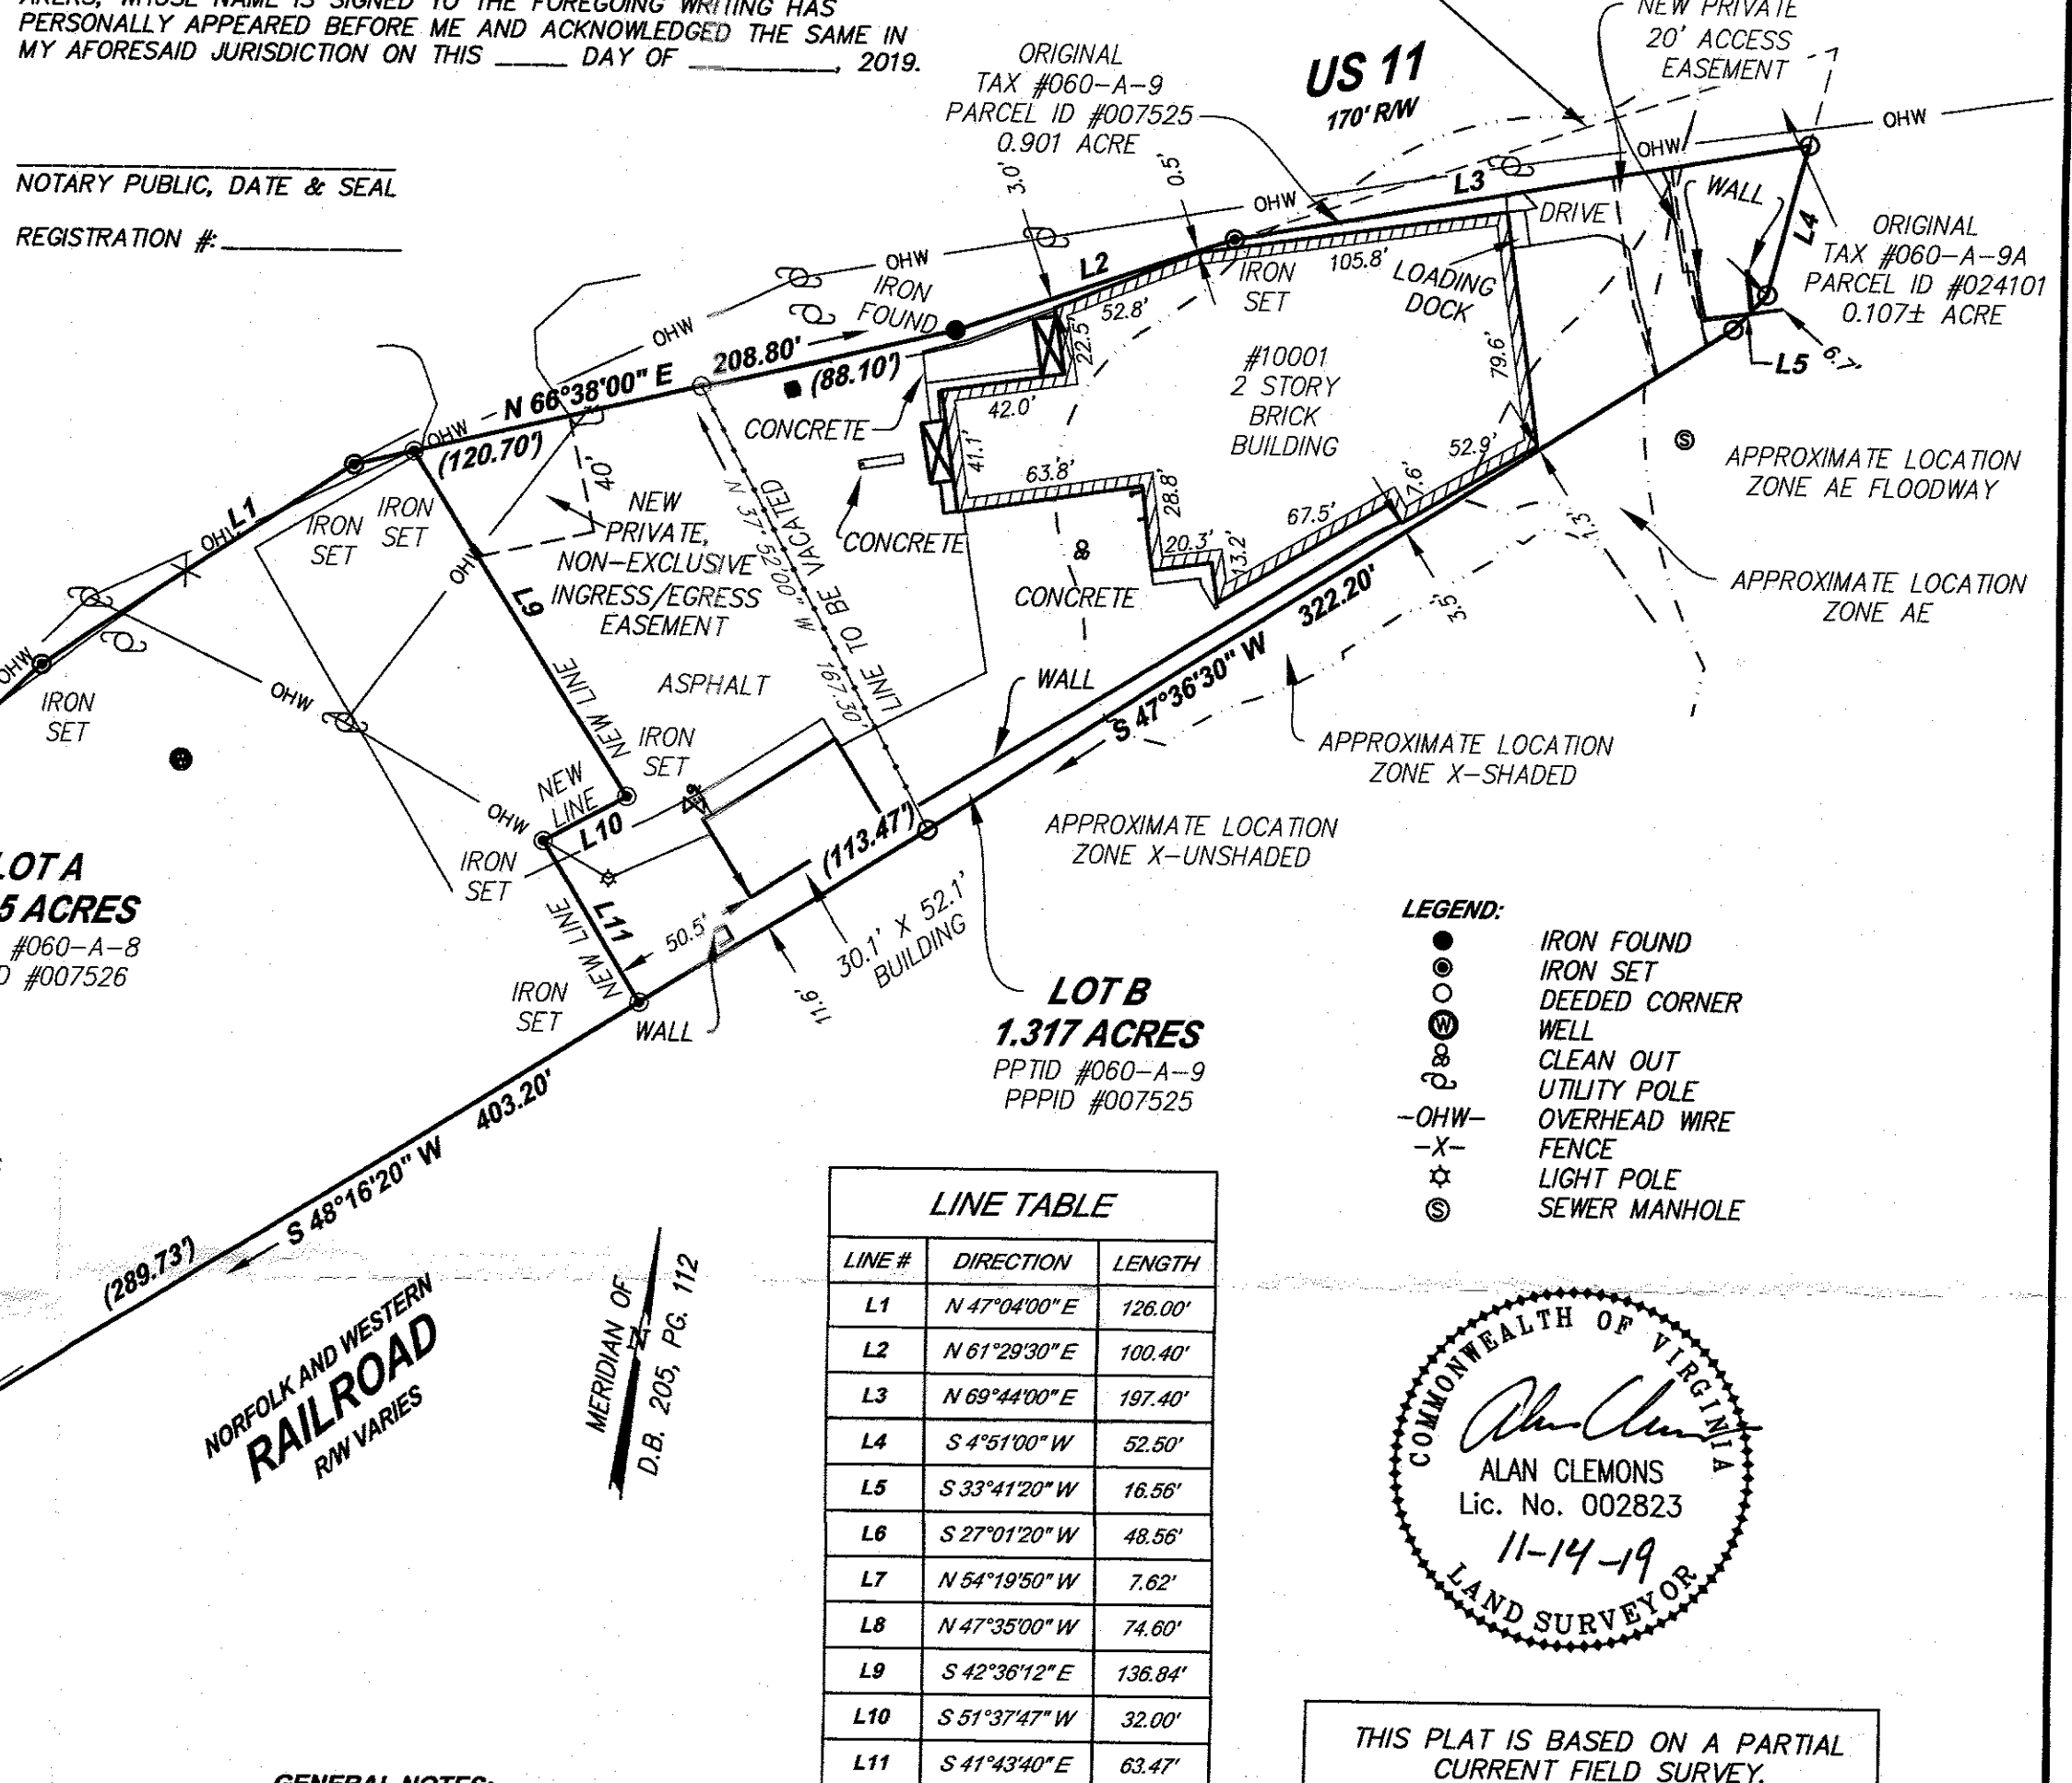 PERSONALLY APPEARED BEFORE ME AND ACKNOWLEDGED THE SAME IN
MY AFORESAID JURISDICTION ON THIS ____ DAY OF ________, 2019.
NOTARY PUBLIC, DATE & SEAL
REGISTRATION #:__________
ORIGINAL
TAX #060-A-9
PARCEL ID #007525
0.901 ACRE
US 11
170' R/W
NEW PRIVATE
20' ACCESS
EASEMENT
OHW
OHW
OHW
OHW
OHW
OHW
OHW
OHW
OHW
OHW
OHW
3.0'
0.5'
L3
WALL
L4
DRIVE
ORIGINAL
TAX #060-A-9A
PARCEL ID #024101
0.107± ACRE
6.7'
L5
L2
IRON
FOUND
IRON
SET
105.8'
LOADING
DOCK
52.8'
22.5'
79.6'
#10001
2 STORY
BRICK
BUILDING
N 66°38'00" E
208.80'
(88.10')
(120.70')
CONCRETE
42.0'
41.1'
63.8'
28.8'
20.3'
13.2'
67.5'
7.6'
52.9'
1.3'
3.5'
APPROXIMATE LOCATION
ZONE AE FLOODWAY
APPROXIMATE LOCATION
ZONE AE
L1
IRON
SET
IRON
SET
40'
NEW
PRIVATE,
NON-EXCLUSIVE
INGRESS/EGRESS
EASEMENT
N 37°52'00" W
167.30'
LINE TO BE VACATED
CONCRETE
CONCRETE
L9
NEW LINE
ASPHALT
WALL
S 47°36'30" W
322.20'
IRON
SET
IRON
SET
NEW
LINE
L10
APPROXIMATE LOCATION
ZONE X-SHADED
APPROXIMATE LOCATION
ZONE X-UNSHADED
(113.47')
IRON
SET
L11
NEW LINE
50.5'
30.1' X 52.1'
BUILDING
11.6'
IRON
SET
WALL
LOT A
5 ACRES
#060-A-8
#007526
LOT B
1.317 ACRES
PPTID #060-A-9
PPPID #007525
LEGEND:
IRON FOUND
IRON SET
DEEDED CORNER
W WELL
CLEAN OUT
UTILITY POLE
-OHW- OVERHEAD WIRE
-X- FENCE
LIGHT POLE
S SEWER MANHOLE
S
403.20'
S 48°16'20" W
(289.73')
NORFOLK AND WESTERN
RAILROAD
R/W VARIES
MERIDIAN OF
N
D.B. 205, PG. 112
LINE TABLE
LINE # DIRECTION LENGTH
L1 N 47°04'00" E 126.00'
L2 N 61°29'30" E 100.40'
L3 N 69°44'00" E 197.40'
L4 S 4°51'00" W 52.50'
L5 S 33°41'20" W 16.56'
L6 S 27°01'20" W 48.56'
L7 N 54°19'50" W 7.62'
L8 N 47°35'00" W 74.60'
L9 S 42°36'12" E 136.84'
L10 S 51°37'47" W 32.00'
L11 S 41°43'40" E 63.47'
COMMONWEALTH OF VIRGINIA
Alan Clemons
ALAN CLEMONS
Lic. No. 002823
11-14-19
LAND SURVEYOR
THIS PLAT IS BASED ON A PARTIAL
CURRENT FIELD SURVEY.
GENERAL NOTES: